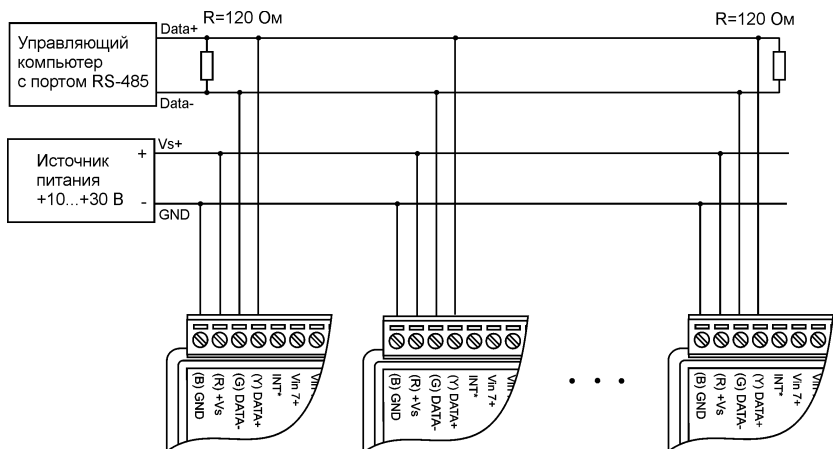 R=120 Ом
R=120 Ом
Data+
Управляющий
компьютер
с портом RS-485
Data-
Vs+
Источник
питания
+10...+30 В
+
-
GND
(B) GND
(R) +Vs
(G) DATA-
(Y) DATA+
INT*
Vin 7+
(B) GND
(R) +Vs
(G) DATA-
(Y) DATA+
INT*
Vin 7+
. . .
(B) GND
(R) +Vs
(G) DATA-
(Y) DATA+
INT*
Vin 7+